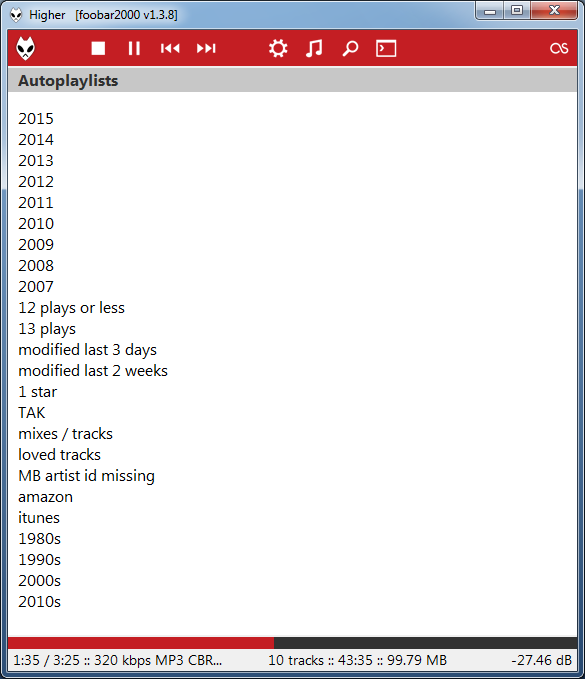 Higher [foobar2000 v1.3.8]
Autoplaylists
2015
2014
2013
2012
2011
2010
2009
2008
2007
12 plays or less
13 plays
modified last 3 days
modified last 2 weeks
1 star
TAK
mixes / tracks
loved tracks
MB artist id missing
amazon
itunes
1980s
1990s
2000s
2010s
1:35 / 3:25 :: 320 kbps MP3 CBR... 10 tracks :: 43:35 :: 99.79 MB -27.46 dB